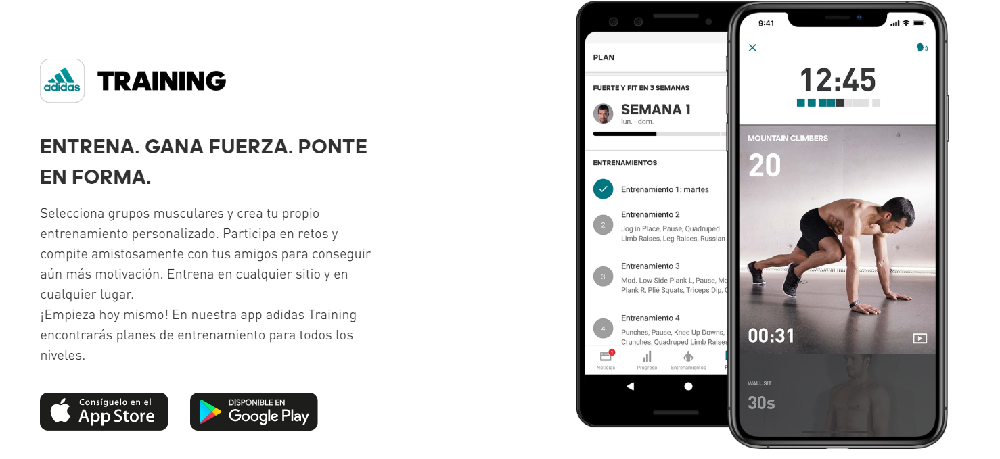 adidas
TRAINING
ENTRENA. GANA FUERZA. PONTE
EN FORMA.
Selecciona grupos musculares y crea tu propio
entrenamiento personalizado. Participa en retos y
compite amistosamente con tus amigos para conseguir
aún más motivación. Entrena en cualquier sitio y en
cualquier lugar.
¡Empieza hoy mismo! En nuestra app adidas Training
encontrarás planes de entrenamiento para todos los
niveles.
Consíguelo en el
App Store
DISPONIBLE EN
Google Play
PLAN
FUERTE Y FIT EN 3 SEMANAS
SEMANA 1
lun. - dom.
ENTRENAMIENTOS
Entrenamiento 1: martes
2
Entrenamiento 2
Jog in Place, Pause, Quadruped
Limb Raises, Leg Raises, Russian
3
Entrenamiento 3
Mod. Low Side Plank L, Pause,
Plank R, Plié Squats, Triceps Dip,
4
Entrenamiento 4
Punches, Pause, Knee Up Downs,
Crunches, Quadruped Limb Raises
1
Noticias
Progreso
Entrenamientos
9:41
12:45
MOUNTAIN CLIMBERS
20
00:31
WALL SIT
30s